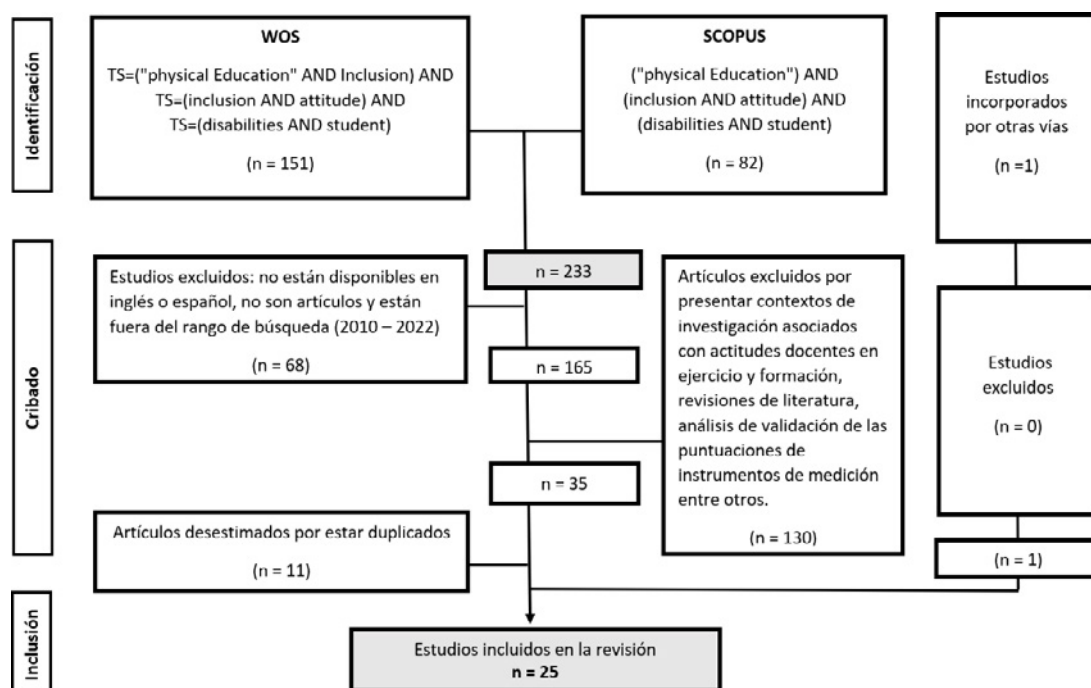 Identificación
WOS
TS=("physical Education" AND Inclusion) AND
TS=(inclusion AND attitude) AND
TS=(disabilities AND student)
(n = 151)
SCOPUS
("physical Education") AND
(inclusion AND attitude) AND
(disabilities AND student)
(n = 82)
Estudios
incorporados
por otras vías
(n =1)
Cribado
n = 233
Estudios excluidos: no están disponibles en
inglés o español, no son artículos y están
fuera del rango de búsqueda (2010 – 2022)
(n = 68)
n = 165
Artículos excluidos por
presentar contextos de
investigación asociados
con actitudes docentes en
ejercicio y formación,
revisiones de literatura,
análisis de validación de las
puntuaciones de
instrumentos de medición
entre otros.
(n = 130)
Estudios
excluidos
(n = 0)
n = 35
Artículos desestimados por estar duplicados
(n = 11)
(n = 1)
Inclusión
Estudios incluidos en la revisión
n = 25